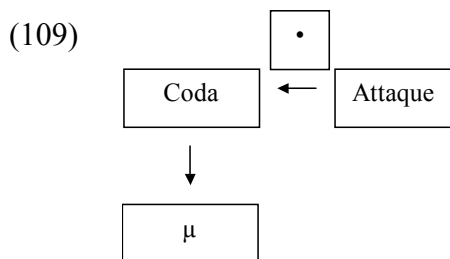 (109)
•
Coda ← Attaque
↓
μ